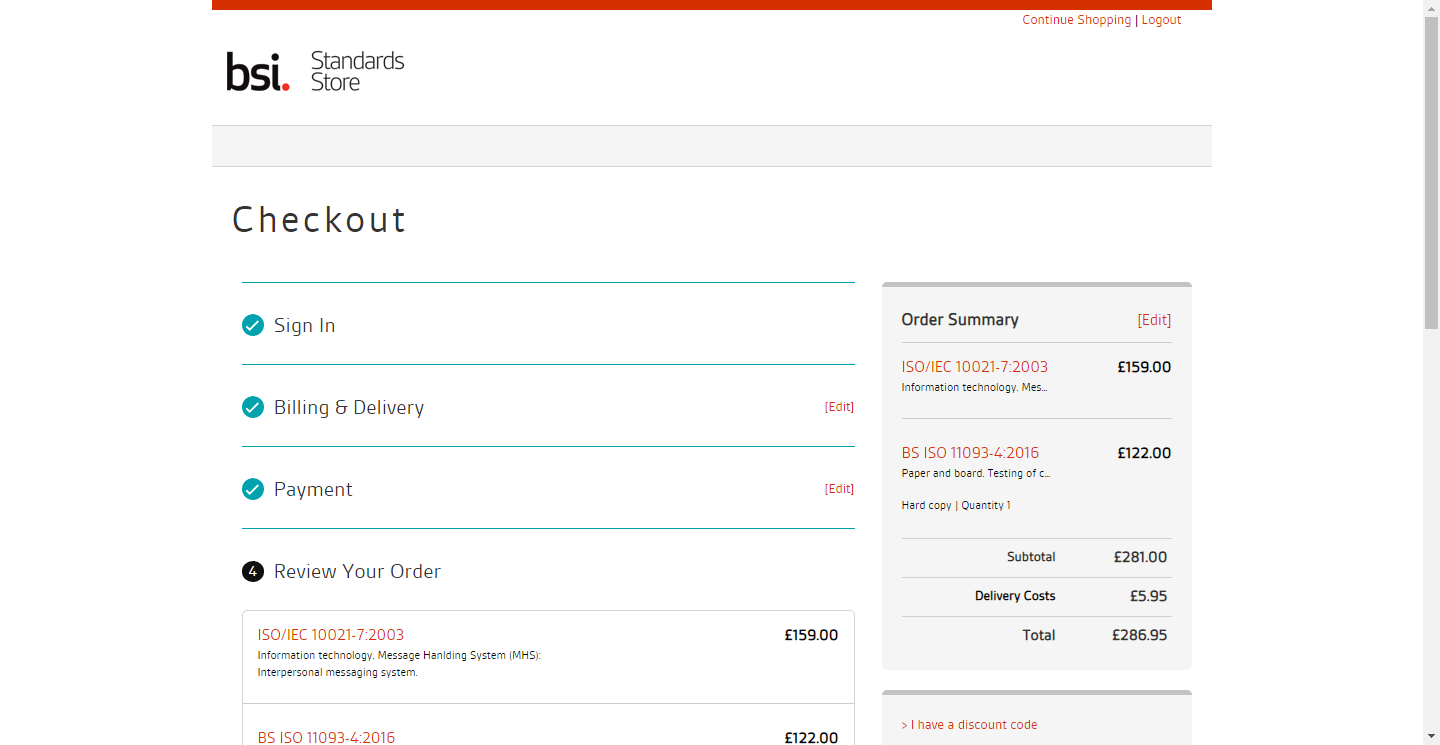 Continue Shopping | Logout
bsi. Standards
Store
Checkout
Sign In
Billing & Delivery [Edit]
Payment [Edit]
4 Review Your Order
ISO/IEC 10021-7:2003 £159.00
Information technology. Message Hanlding System (MHS):
Interpersonal messaging system.
BS ISO 11093-4:2016 £122.00
Order Summary [Edit]
ISO/IEC 10021-7:2003 £159.00
Information technology. Mes...
BS ISO 11093-4:2016 £122.00
Paper and board. Testing of c...
Hard copy | Quantity 1
Subtotal £281.00
Delivery Costs £5.95
Total £286.95
> I have a discount code